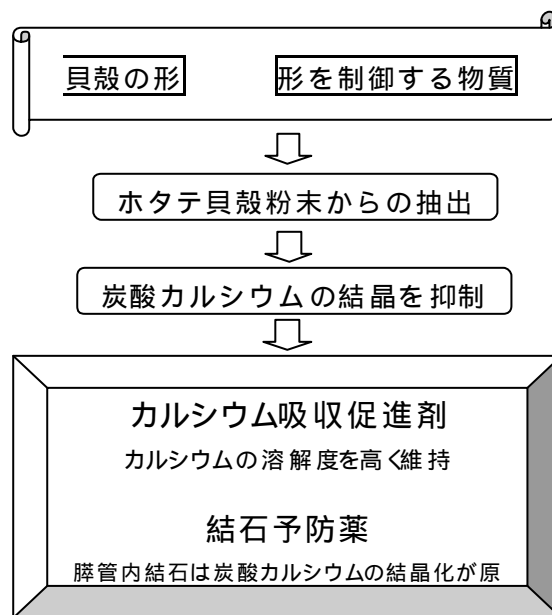 貝殻の形 形を制御する物質
ホタテ貝殻粉末からの抽出
炭酸カルシウムの結晶を抑制
カルシウム吸収促進剤
カルシウムの溶解度を高く維持
結石予防薬
膵管内結石は炭酸カルシウムの結晶化が原